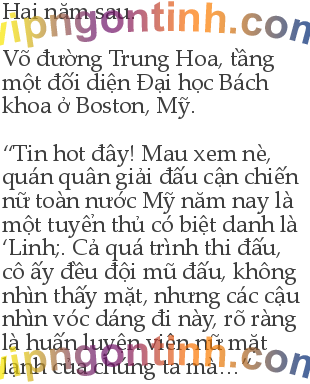 Hai năm sau.
vipngontinh.com
Võ đường Trung Hoa, tầng
một đối diện Đại học Bách
khoa ở Boston, Mỹ.
“Tin hot đây! Mau xem nè,
quán quân giải đấu cận chiến
nữ toàn nước Mỹ năm nay là
một tuyển thủ có biệt danh là
‘Linh;. Cả quá trình thi đấu,
cô ấy đều đội mũ đấu, không
nhìn thấy mặt, nhưng các cậu
nhìn vóc dáng đi này, rõ ràng
là huấn luyện viên nữ mặt
lạnh của chúng ta mà…”
vipngontinh.com